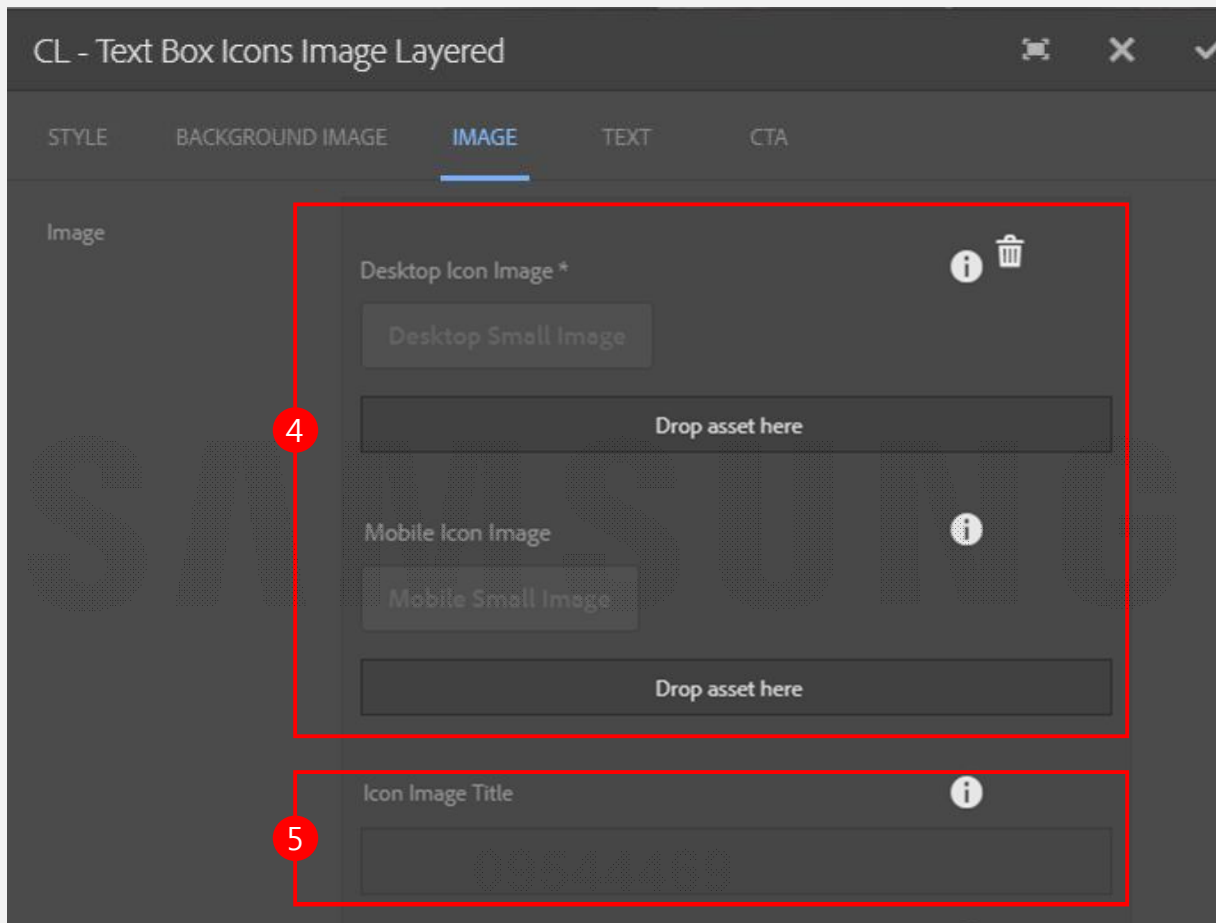 CL - Text Box Icons Image Layered
STYLE BACKGROUND IMAGE IMAGE TEXT CTA
Image
Desktop Icon Image *
Desktop Small Image
4
Drop asset here
SAMSUNG
Mobile Icon Image
Mobile Small Image
Drop asset here
Icon Image Title
5